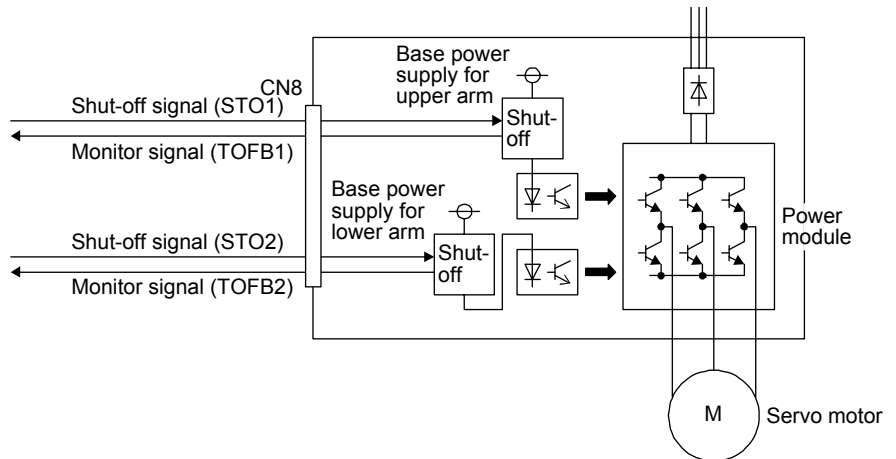 Base power
supply for
upper arm
CN8
Shut-off signal (STO1)
Monitor signal (TOFB1)
Shut-
off
Base power
supply for
lower arm
Shut-off signal (STO2)
Monitor signal (TOFB2)
Shut-
off
Power
module
M
Servo motor